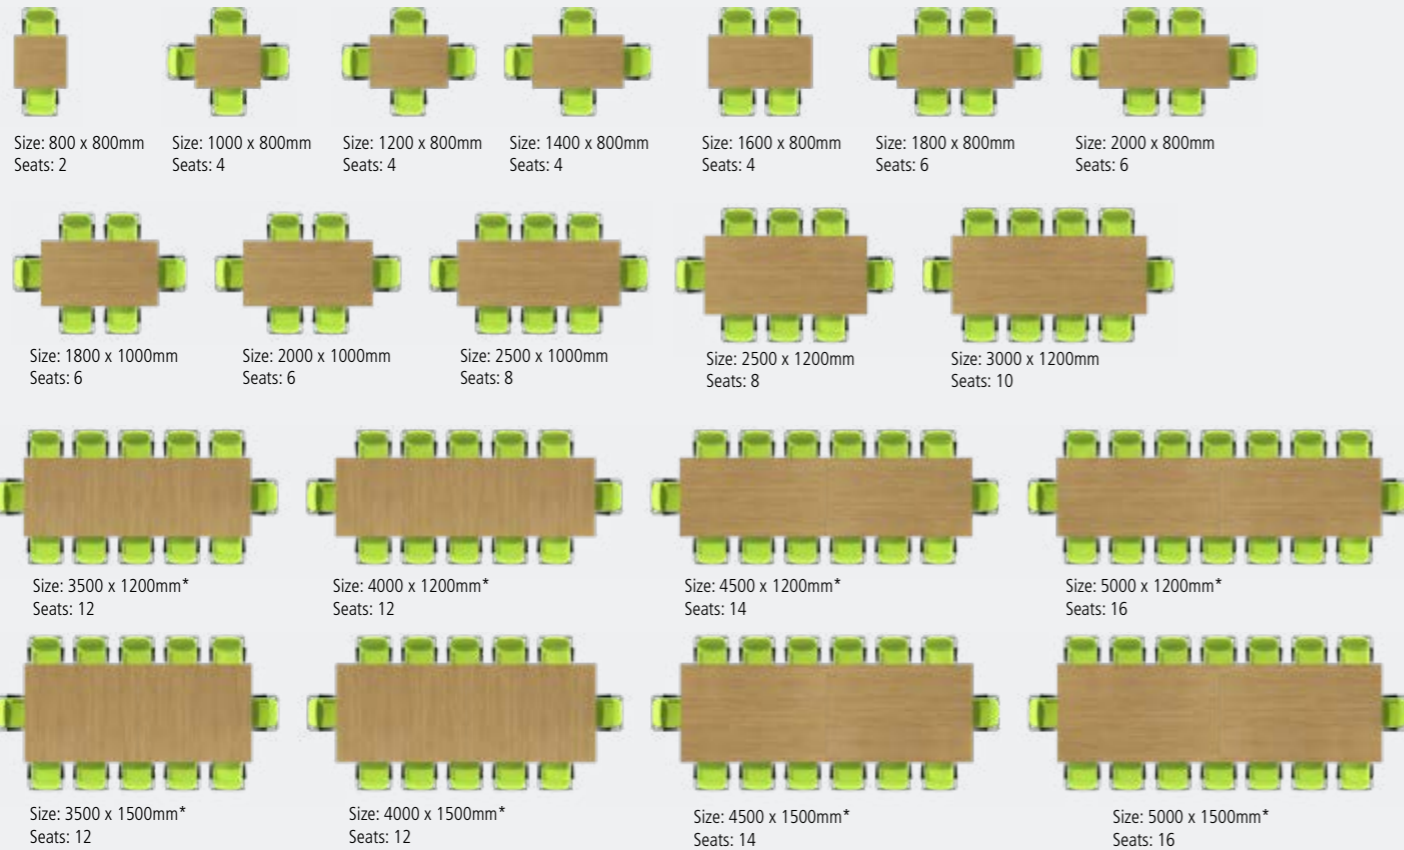 Size: 800 x 800mm
Seats: 2
Size: 1000 x 800mm
Seats: 4
Size: 1200 x 800mm
Seats: 4
Size: 1400 x 800mm
Seats: 4
Size: 1600 x 800mm
Seats: 4
Size: 1800 x 800mm
Seats: 6
Size: 2000 x 800mm
Seats: 6
Size: 1800 x 1000mm
Seats: 6
Size: 2000 x 1000mm
Seats: 6
Size: 2500 x 1000mm
Seats: 8
Size: 2500 x 1200mm
Seats: 8
Size: 3000 x 1200mm
Seats: 10
Size: 3500 x 1200mm*
Seats: 12
Size: 4000 x 1200mm*
Seats: 12
Size: 4500 x 1200mm*
Seats: 14
Size: 5000 x 1200mm*
Seats: 16
Size: 3500 x 1500mm*
Seats: 12
Size: 4000 x 1500mm*
Seats: 12
Size: 4500 x 1500mm*
Seats: 14
Size: 5000 x 1500mm*
Seats: 16